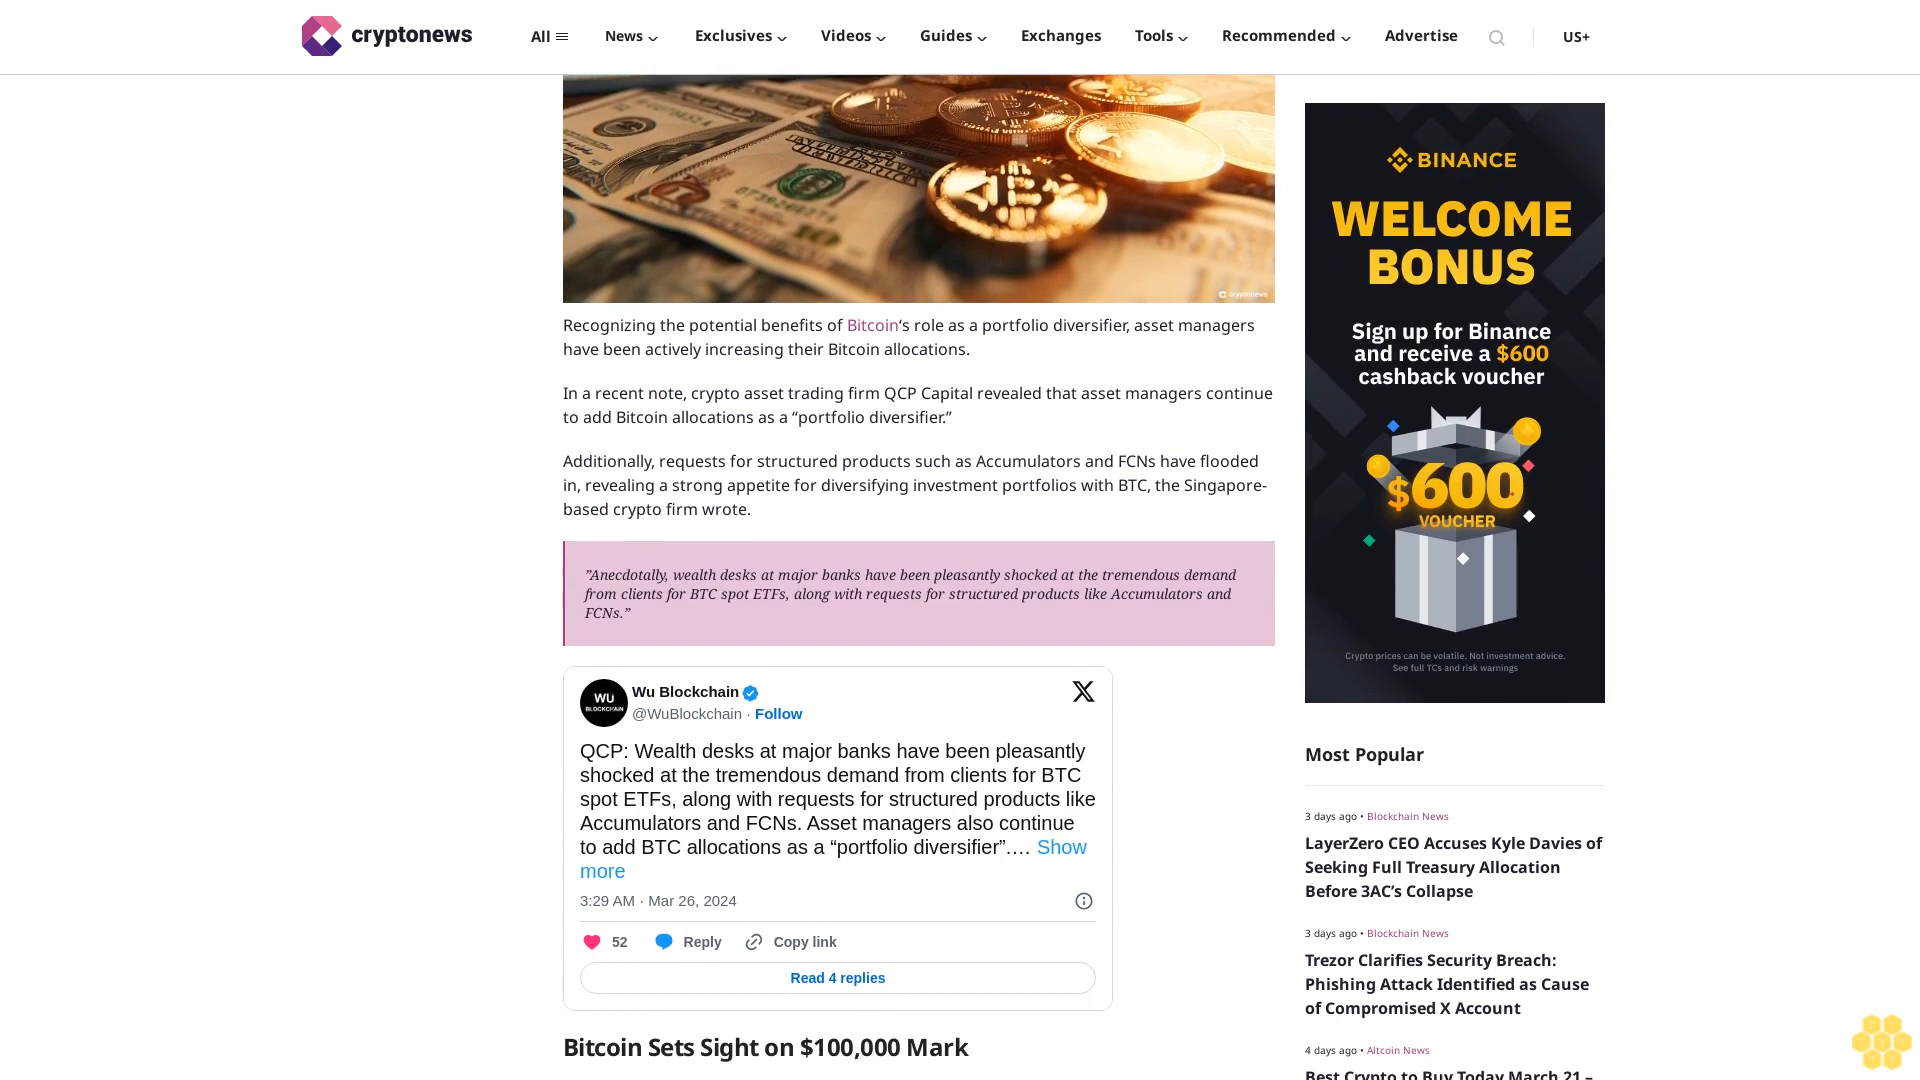 cryptonews
All
News
Exclusives
Videos
Guides
Exchanges
Tools
Recommended
Advertise
US+
cryptonews
Recognizing the potential benefits of Bitcoin‘s role as a portfolio diversifier, asset managers
have been actively increasing their Bitcoin allocations.
In a recent note, crypto asset trading firm QCP Capital revealed that asset managers continue
to add Bitcoin allocations as a “portfolio diversifier.”
Additionally, requests for structured products such as Accumulators and FCNs have flooded
in, revealing a strong appetite for diversifying investment portfolios with BTC, the Singapore-
based crypto firm wrote.
”Anecdotally, wealth desks at major banks have been pleasantly shocked at the tremendous demand
from clients for BTC spot ETFs, along with requests for structured products like Accumulators and
FCNs.”
WU
BLOCKCHAIN
Wu Blockchain
@WuBlockchain · Follow
QCP: Wealth desks at major banks have been pleasantly
shocked at the tremendous demand from clients for BTC
spot ETFs, along with requests for structured products like
Accumulators and FCNs. Asset managers also continue
to add BTC allocations as a “portfolio diversifier”.… Show
more
3:29 AM · Mar 26, 2024
52
Reply
Copy link
Read 4 replies
Bitcoin Sets Sight on $100,000 Mark
BINANCE
WELCOME
BONUS
Sign up for Binance
and receive a $600
cashback voucher
$600
VOUCHER
Crypto prices can be volatile. Not investment advice.
See full TCs and risk warnings
Most Popular
3 days ago • Blockchain News
LayerZero CEO Accuses Kyle Davies of
Seeking Full Treasury Allocation
Before 3AC’s Collapse
3 days ago • Blockchain News
Trezor Clarifies Security Breach:
Phishing Attack Identified as Cause
of Compromised X Account
4 days ago • Altcoin News
Best Crypto to Buy Today March 21 –